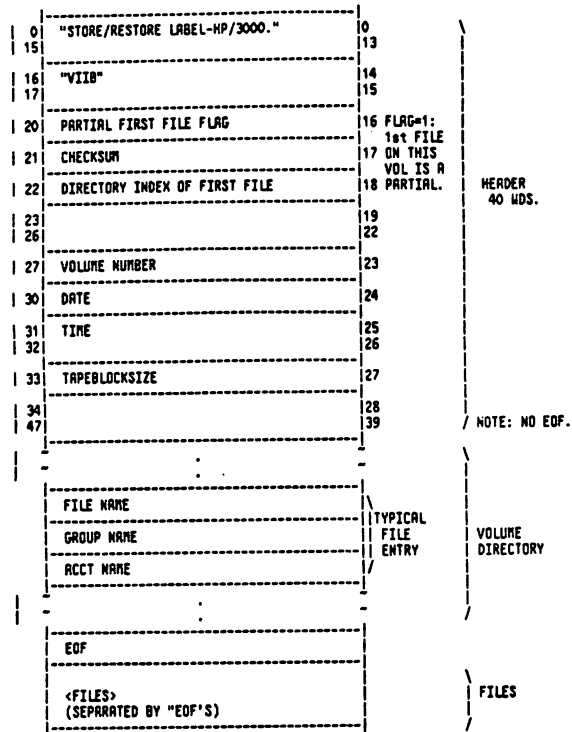 0 "STORE/RESTORE LABEL-HP/3000." 0
15 13
16 "VIIB" 14
17 15
20 PARTIAL FIRST FILE FLAG 16 FLAG=1:
1st FILE
21 CHECKSUM 17 ON THIS
VOL IS A
22 DIRECTORY INDEX OF FIRST FILE 18 PARTIAL. HEADER
40 WDS.
23 19
26 22
27 VOLUME NUMBER 23
30 DATE 24
31 TIME 25
32 26
33 TAPEBLOCKSIZE 27
34 28
47 39 NOTE: NO EOF.
FILE NAME
TYPICAL
GROUP NAME FILE VOLUME
ENTRY DIRECTORY
ACCT NAME
EOF
<FILES> FILES
(SEPARATED BY "EOF'S)